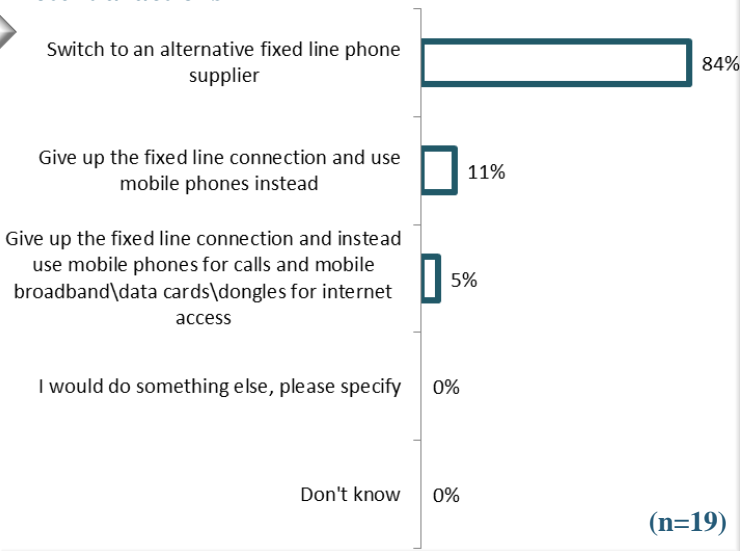 Switch to an alternative fixed line phone
supplier
84%
Give up the fixed line connection and use
mobile phones instead
11%
Give up the fixed line connection and instead
use mobile phones for calls and mobile
broadband\data cards\dongles for internet
access
5%
I would do something else, please specify
0%
Don't know
0%
(n=19)